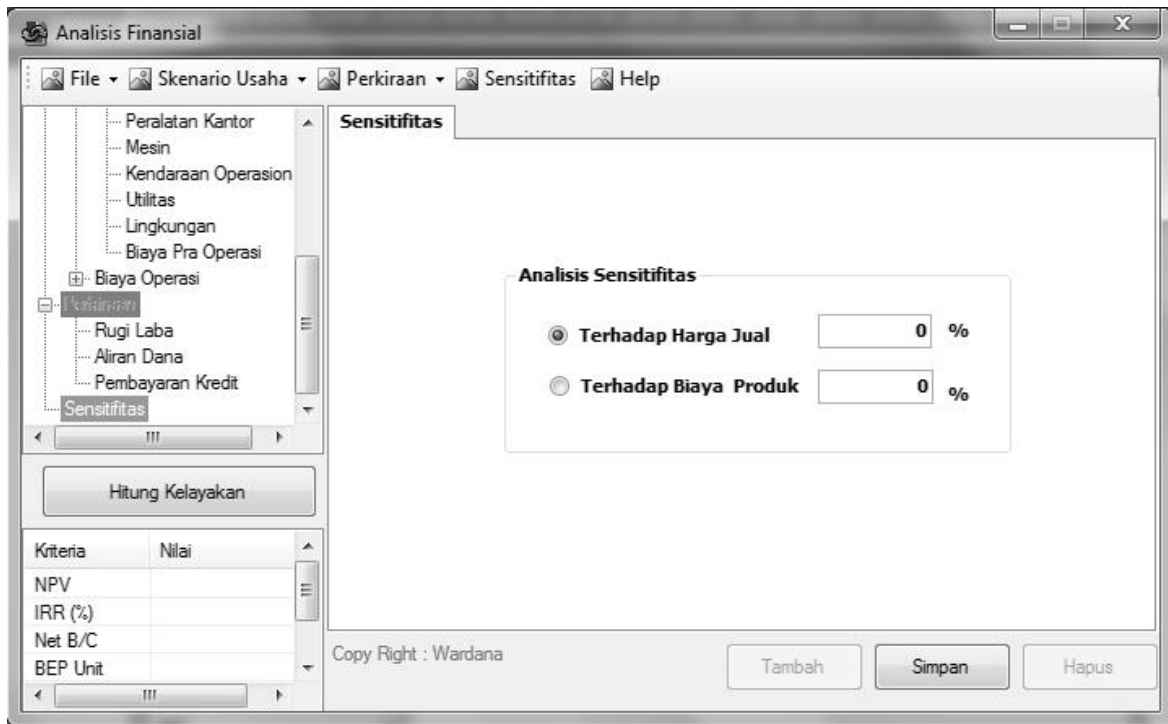 Analisis Finansial
File Skenario Usaha Perkiraan Sensitifitas Help
Peralatan Kantor
Mesin
Kendaraan Operasion
Utilitas
Lingkungan
Biaya Pra Operasi
Biaya Operasi
Perkiraan
Rugi Laba
Aliran Dana
Pembayaran Kredit
Sensitifitas
Hitung Kelayakan
Kriteria Nilai
NPV
IRR (%)
Net B/C
BEP Unit
Sensitifitas
Analisis Sensitifitas
Terhadap Harga Jual 0 %
Terhadap Biaya Produk 0 %
Copy Right : Wardana
Tambah Simpan Hapus